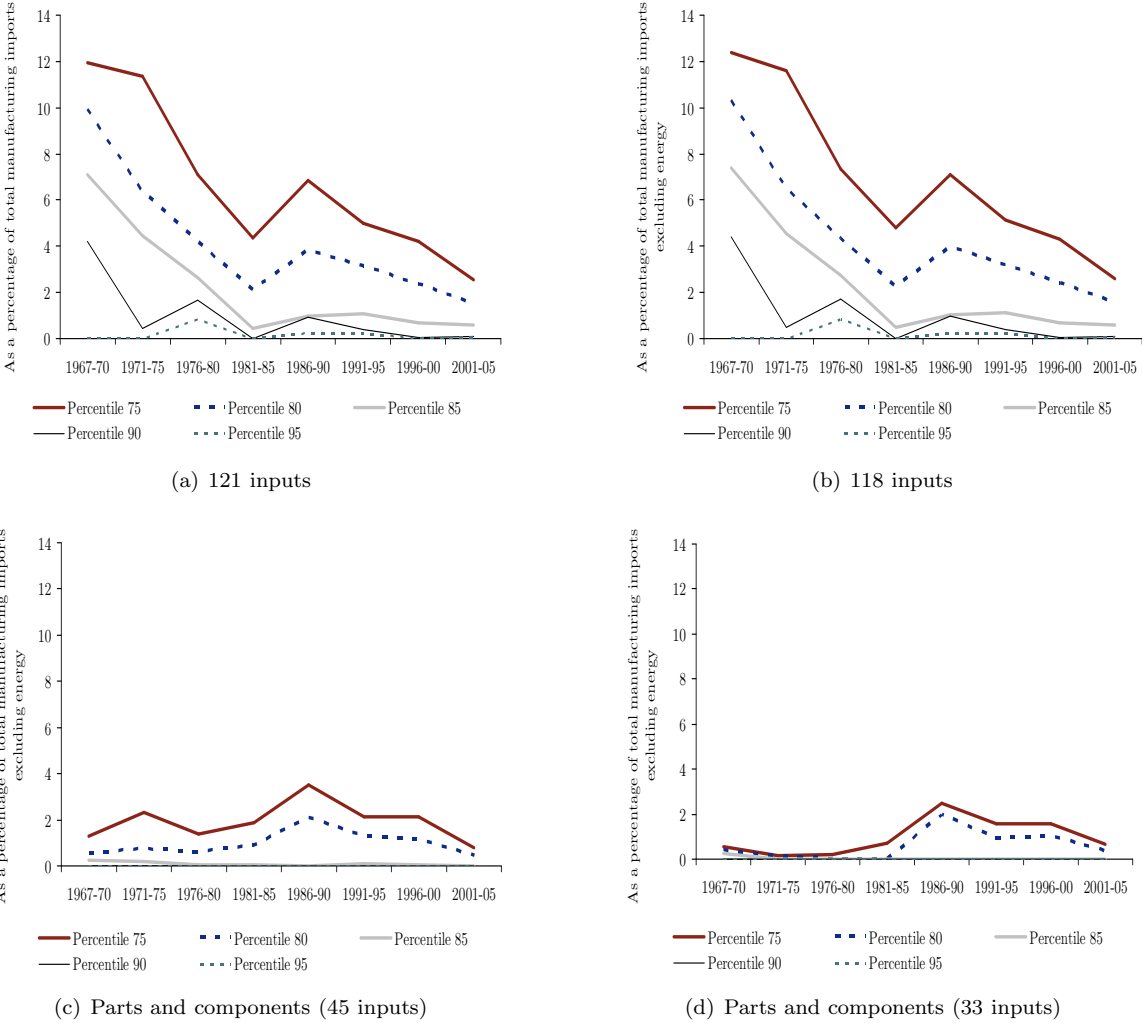 As a percentage of total manufacturing imports
14
12
10
8
6
4
2
0
1967-70 1971-75 1976-80 1981-85 1986-90 1991-95 1996-00 2001-05
Percentile 75 Percentile 80 Percentile 85
Percentile 90 Percentile 95
(a) 121 inputs
As a percentage of total manufacturing imports
excluding energy
14
12
10
8
6
4
2
0
1967-70 1971-75 1976-80 1981-85 1986-90 1991-95 1996-00 2001-05
Percentile 75 Percentile 80 Percentile 85
Percentile 90 Percentile 95
(b) 118 inputs
As a percentage of total manufacturing imports
excluding energy
14
12
10
8
6
4
2
0
1967-70 1971-75 1976-80 1981-85 1986-90 1991-95 1996-00 2001-05
Percentile 75 Percentile 80 Percentile 85
Percentile 90 Percentile 95
(c) Parts and components (45 inputs)
As a percentage of total manufacturing imports
excluding energy
14
12
10
8
6
4
2
0
1967-70 1971-75 1976-80 1981-85 1986-90 1991-95 1996-00 2001-05
Percentile 75 Percentile 80 Percentile 85
Percentile 90 Percentile 95
(d) Parts and components (33 inputs)